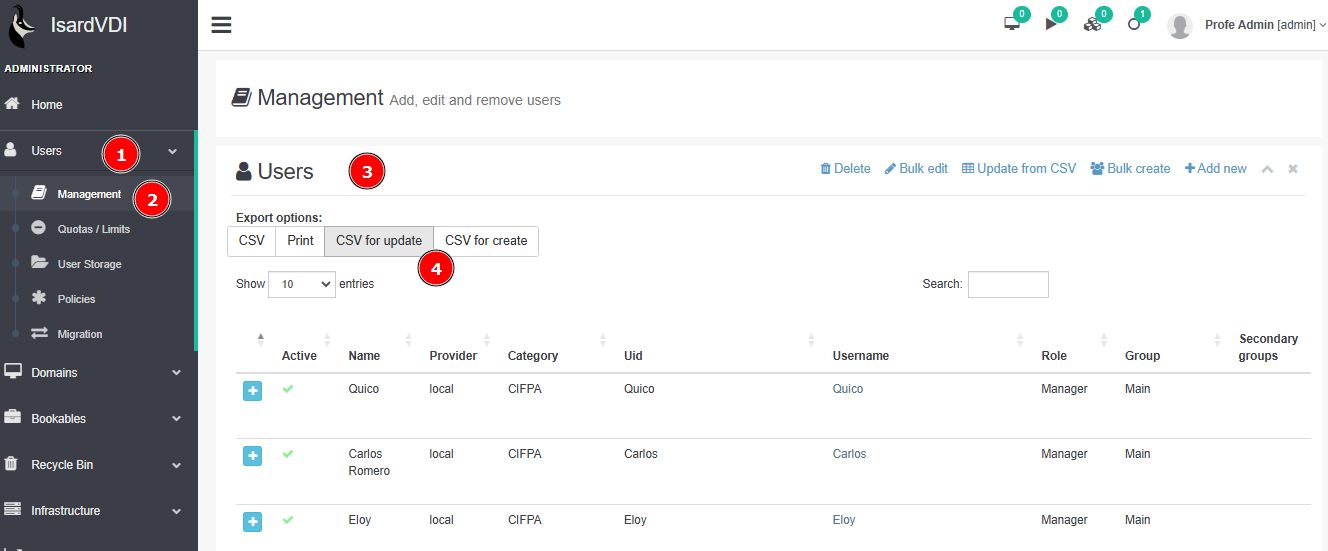 IsardVDI
0
0
0
1
Profe Admin [admin]
ADMINISTRATOR
Home
Users
1
Management
2
Quotas / Limits
User Storage
Policies
Migration
Domains
Bookables
Recycle Bin
Infrastructure
Management Add, edit and remove users
Users
3
Delete Bulk edit Update from CSV Bulk create Add new
Export options:
CSV Print CSV for update CSV for create
4
Show 10 entries
Search:
Active Name Provider Category Uid Username Role Group Secondary groups
Quico local CIFPA Quico Quico Manager Main
Carlos Romero local CIFPA Carlos Carlos Manager Main
Eloy local CIFPA Eloy Eloy Manager Main